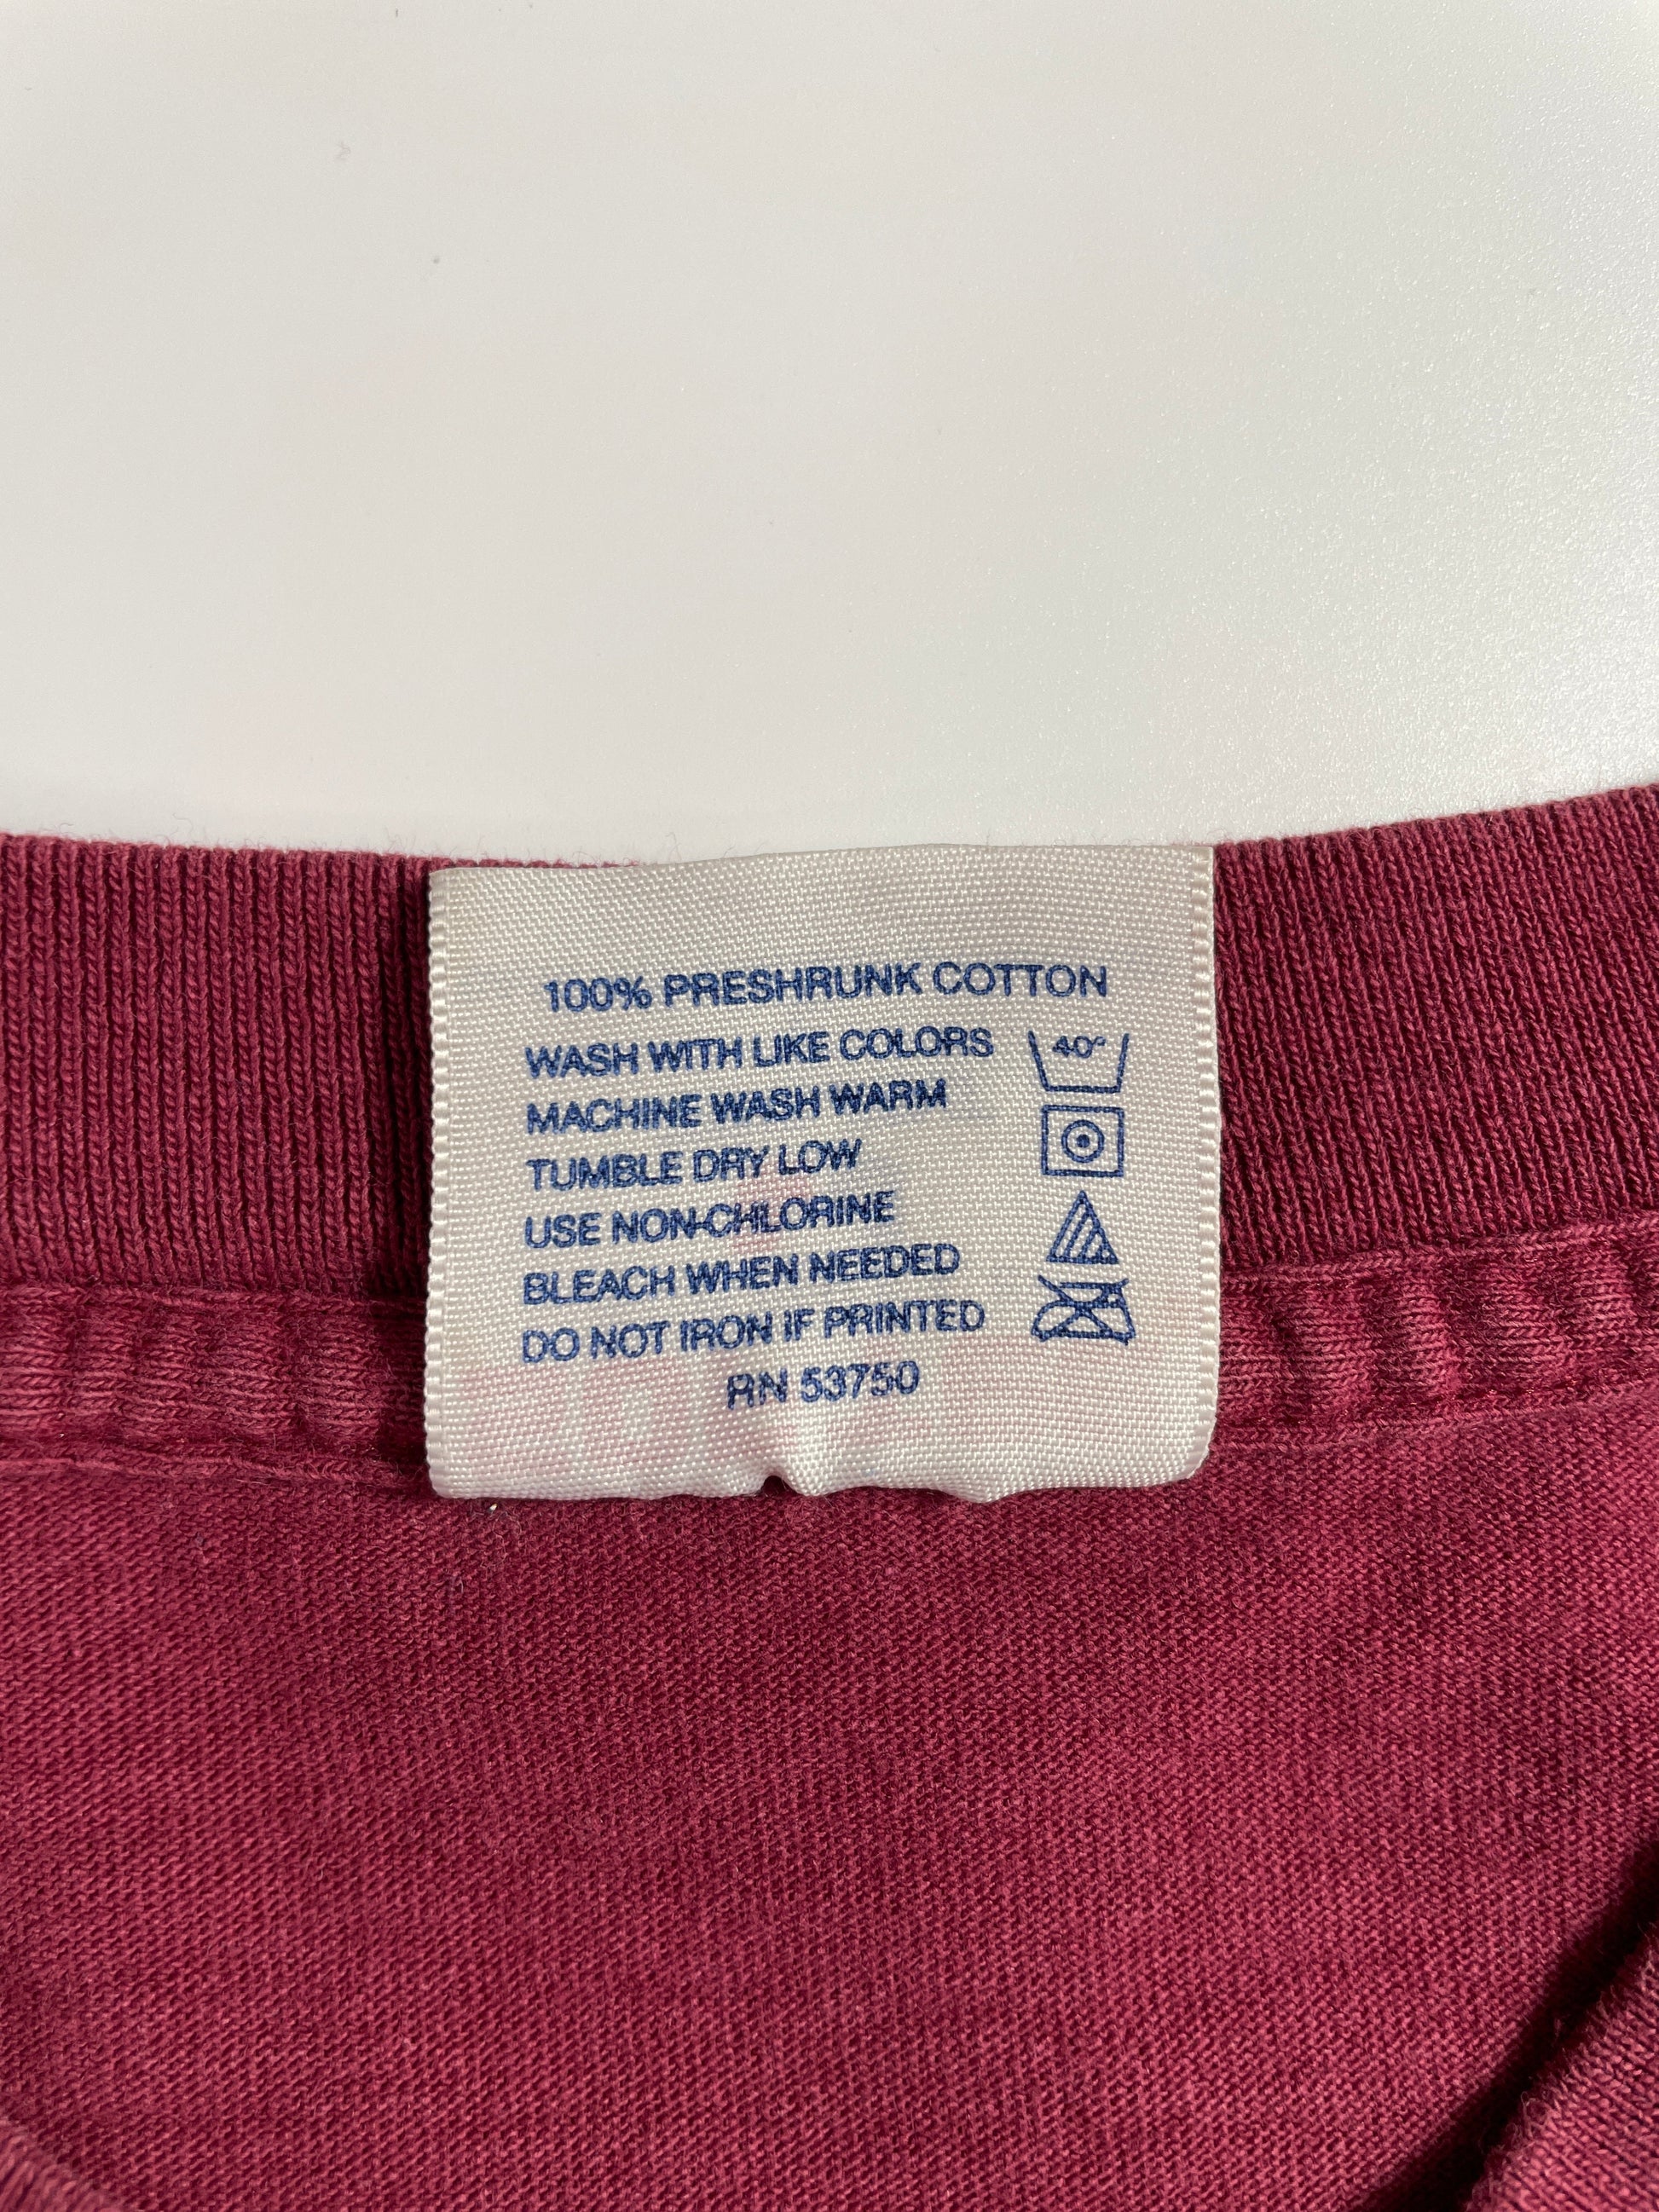 100% PRESHRUNK COTTON
WASH WITH LIKE COLORS
40°
MACHINE WASH WARM
TUMBLE DRY LOW
USE NON-CHLORINE
BLEACH WHEN NEEDED
DO NOT IRON IF PRINTED
RN 53750